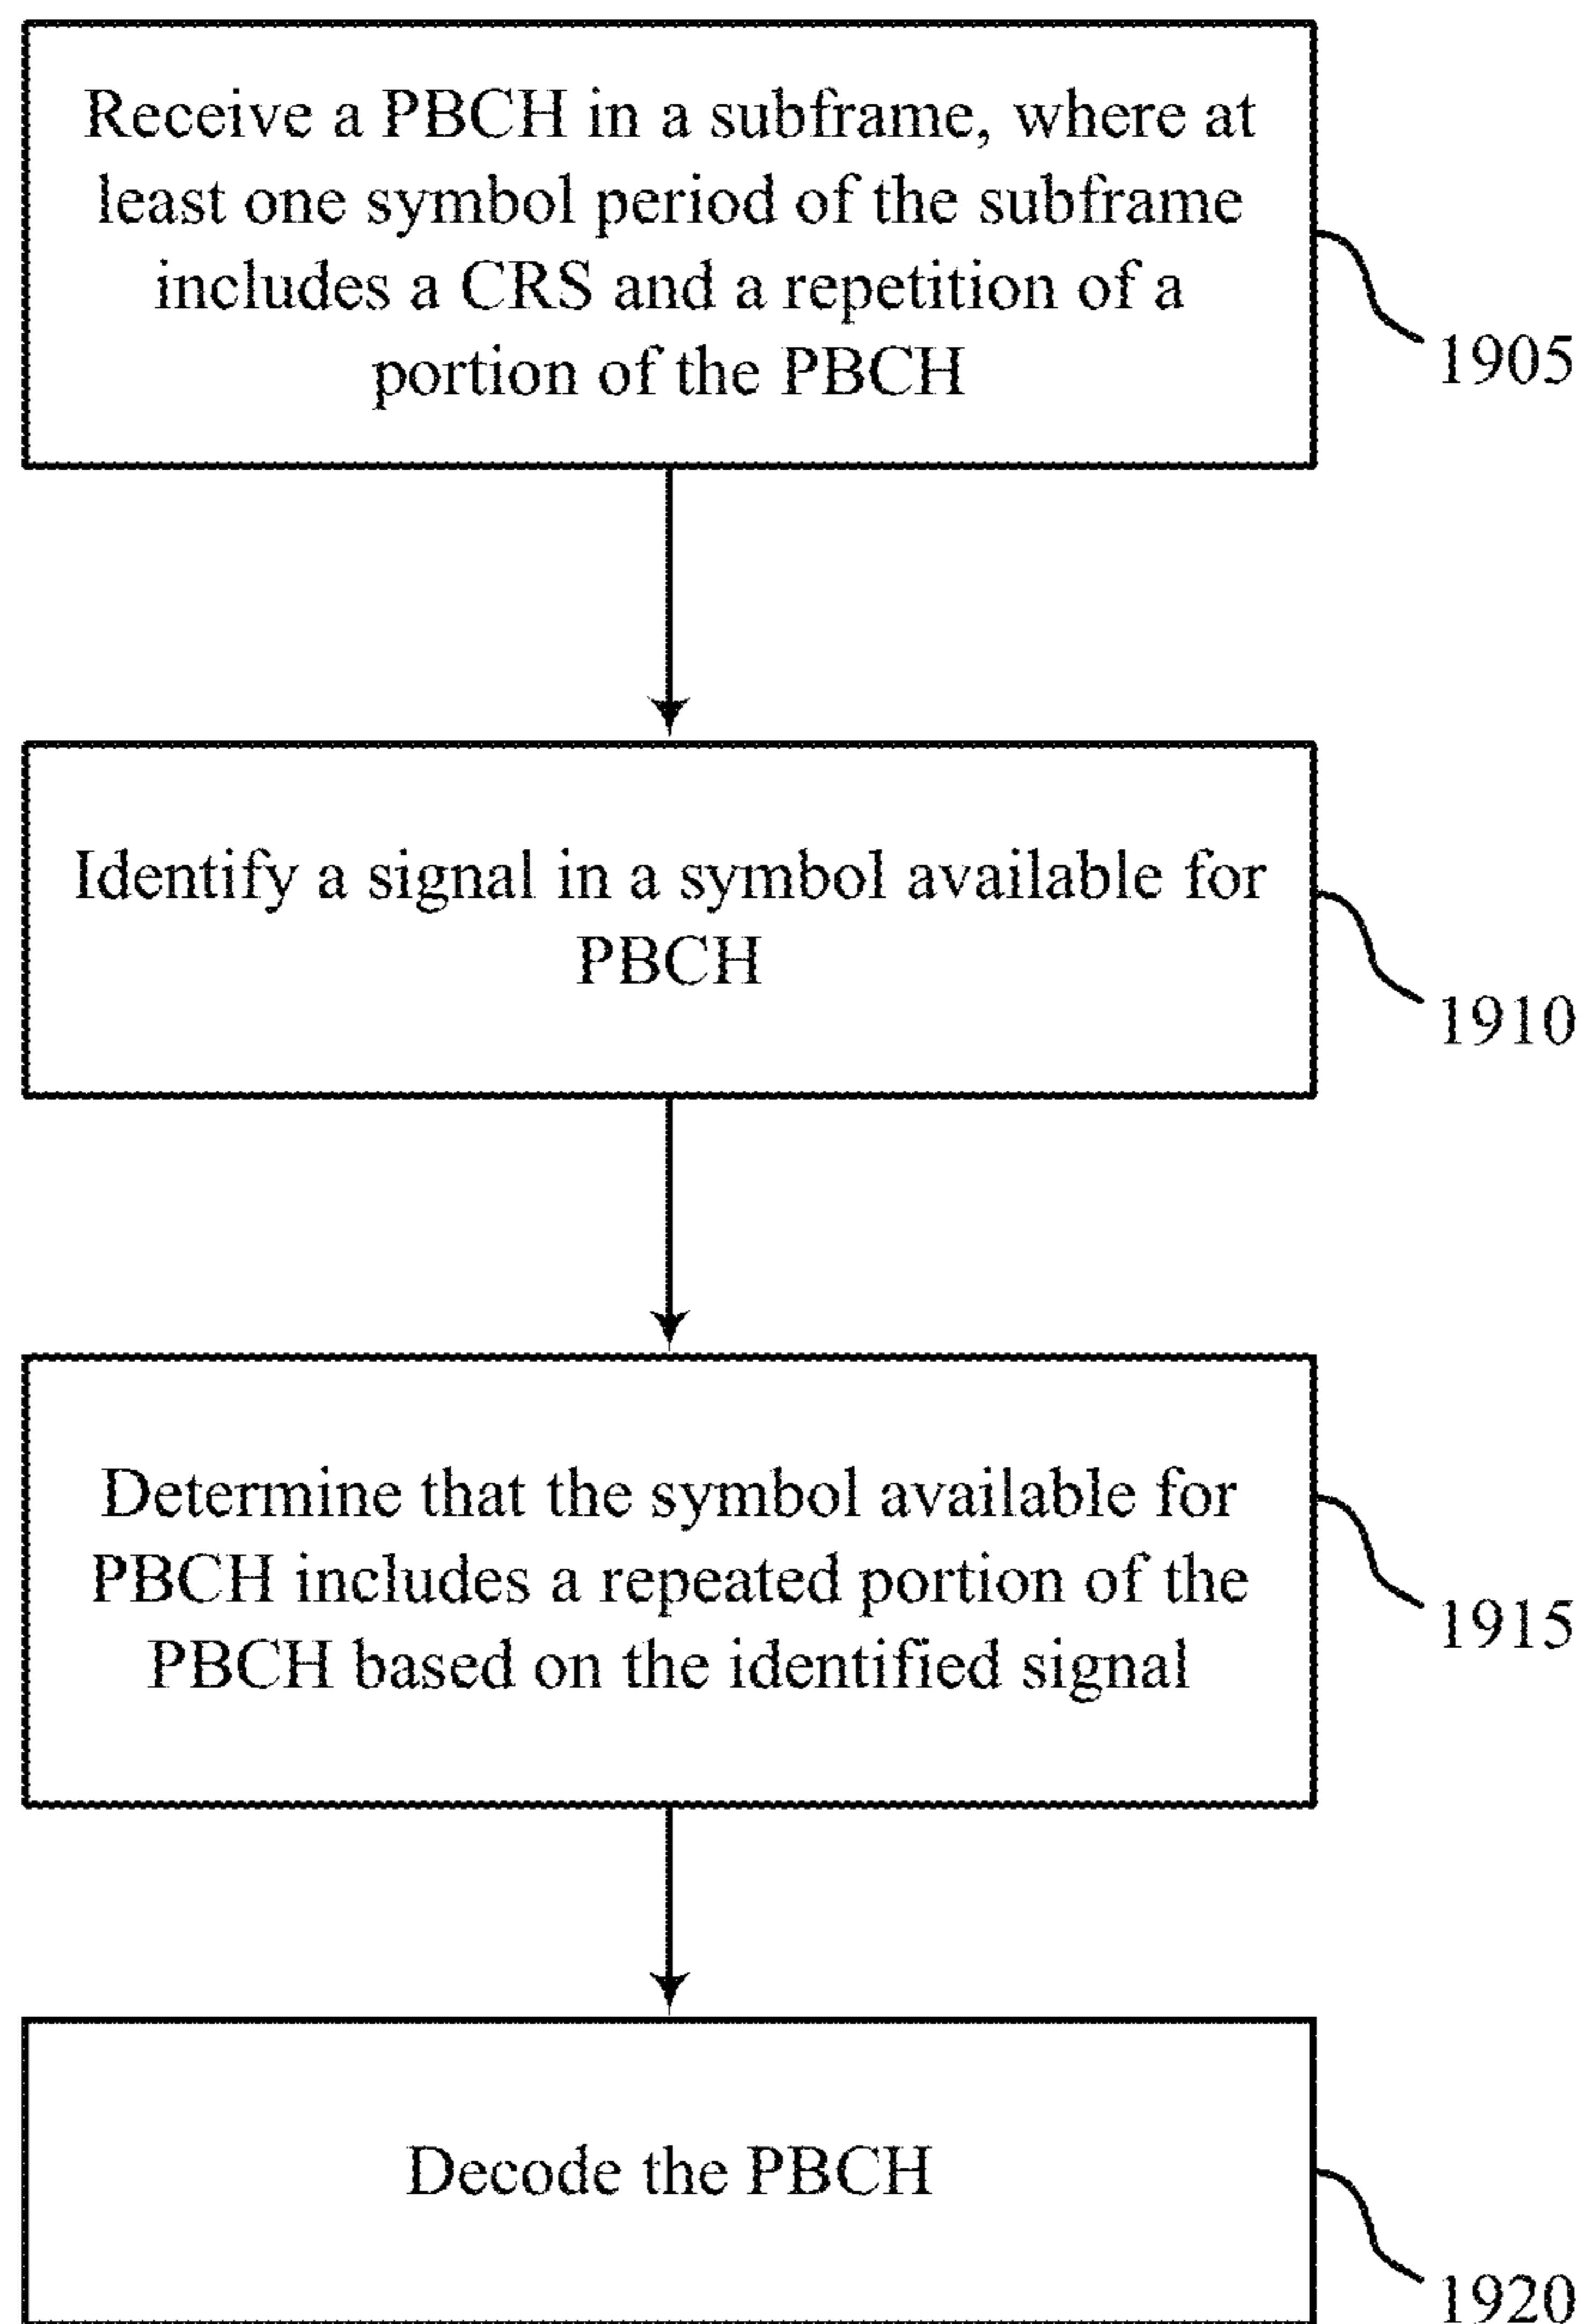 Receive a PBCH in a subframe, where at
least one symbol period of the subframe
includes a CRS and a repetition of a
portion of the PBCH
1905
Identify a signal in a symbol available for
PBCH
1910
Determine that the symbol available for
PBCH includes a repeated portion of the
PBCH based on the identified signal
1915
Decode the PBCH
1920